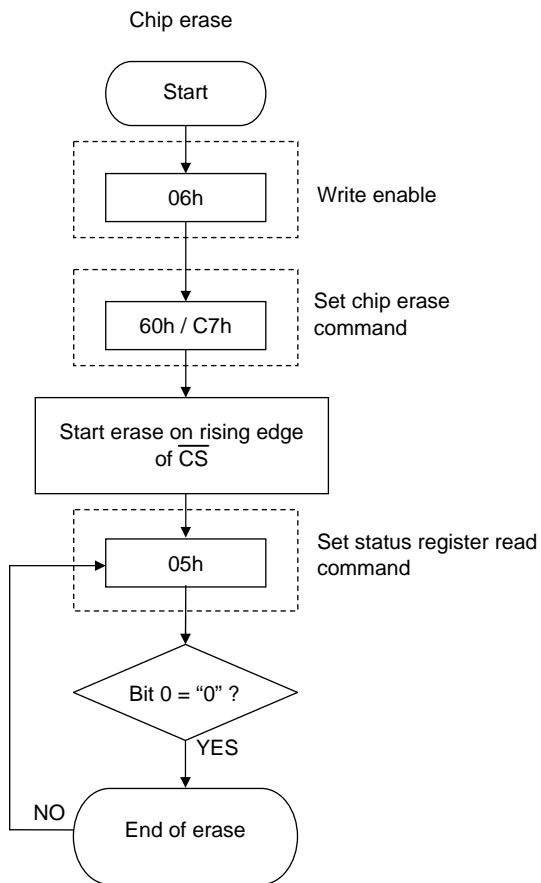 Chip erase
Start
06h
Write enable
60h / C7h
Set chip erase
command
Start erase on rising edge
of C̅S̅
05h
Set status register read
command
Bit 0 = “0” ?
YES
NO
End of erase